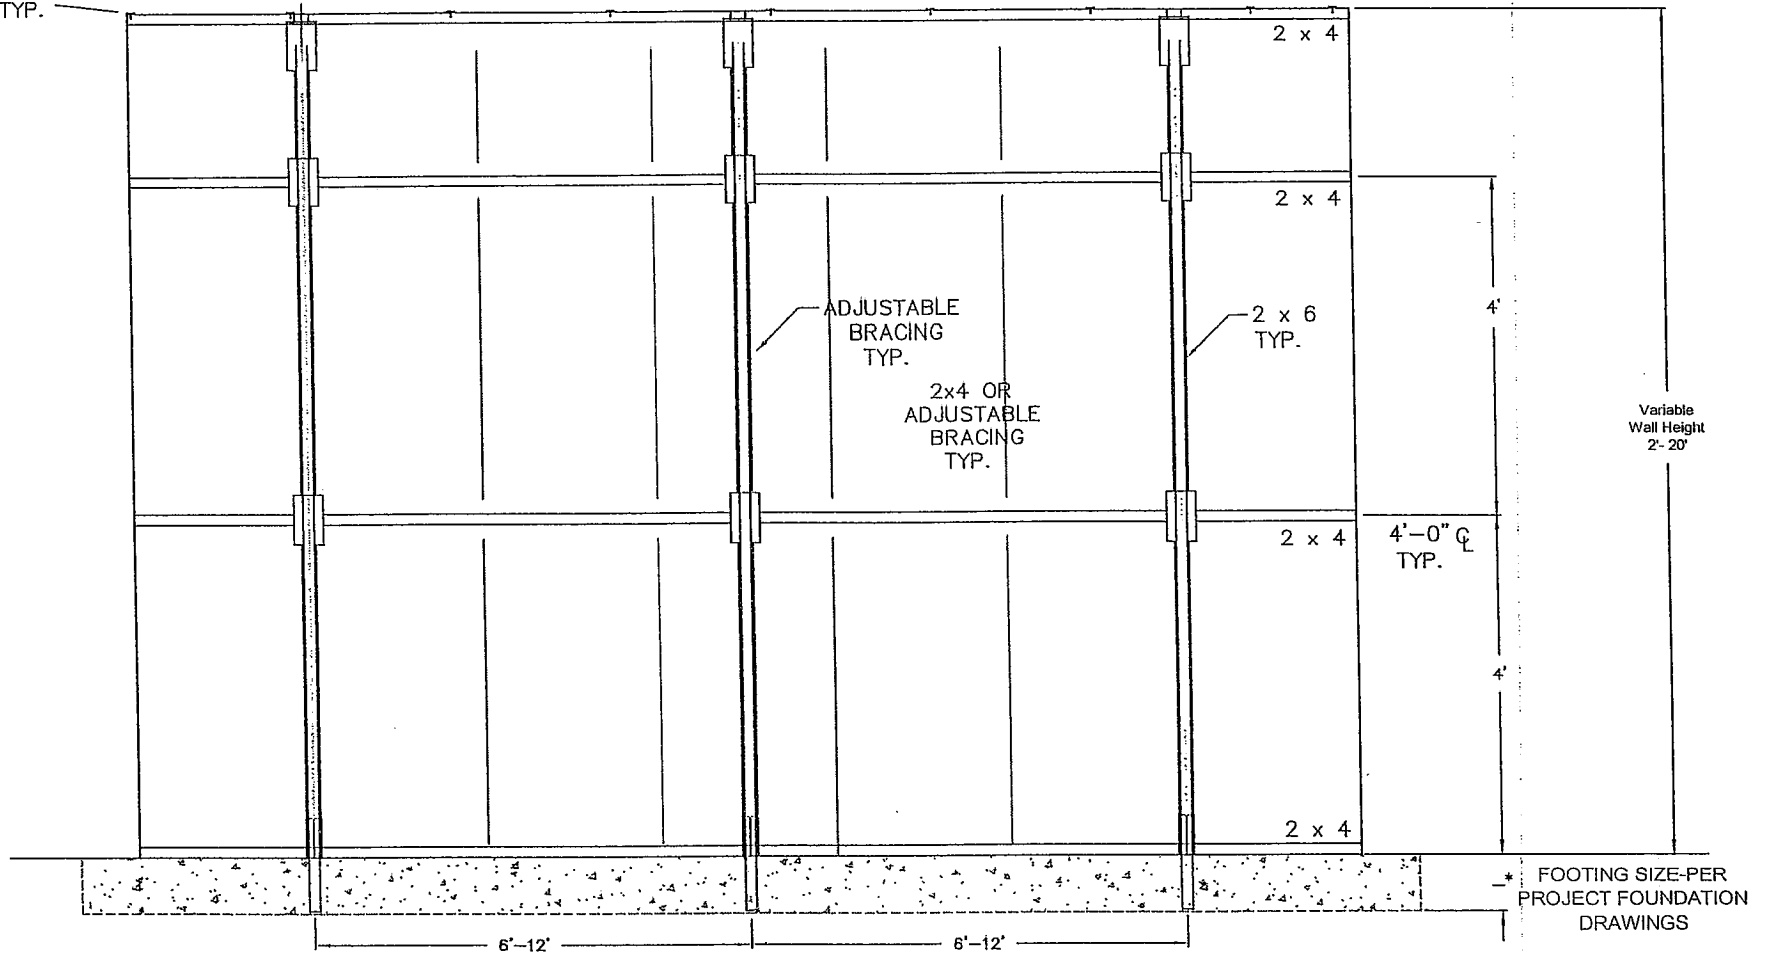 TYP.
2 x 4
2 x 4
4'
ADJUSTABLE
BRACING
TYP.
2 x 6
TYP.
2x4 OR
ADJUSTABLE
BRACING
TYP.
Variable
Wall Height
2'- 20'
2 x 4
4'-0" ℄
TYP.
4'
2 x 4
*
FOOTING SIZE-PER
PROJECT FOUNDATION
DRAWINGS
6'-12'
6'-12'